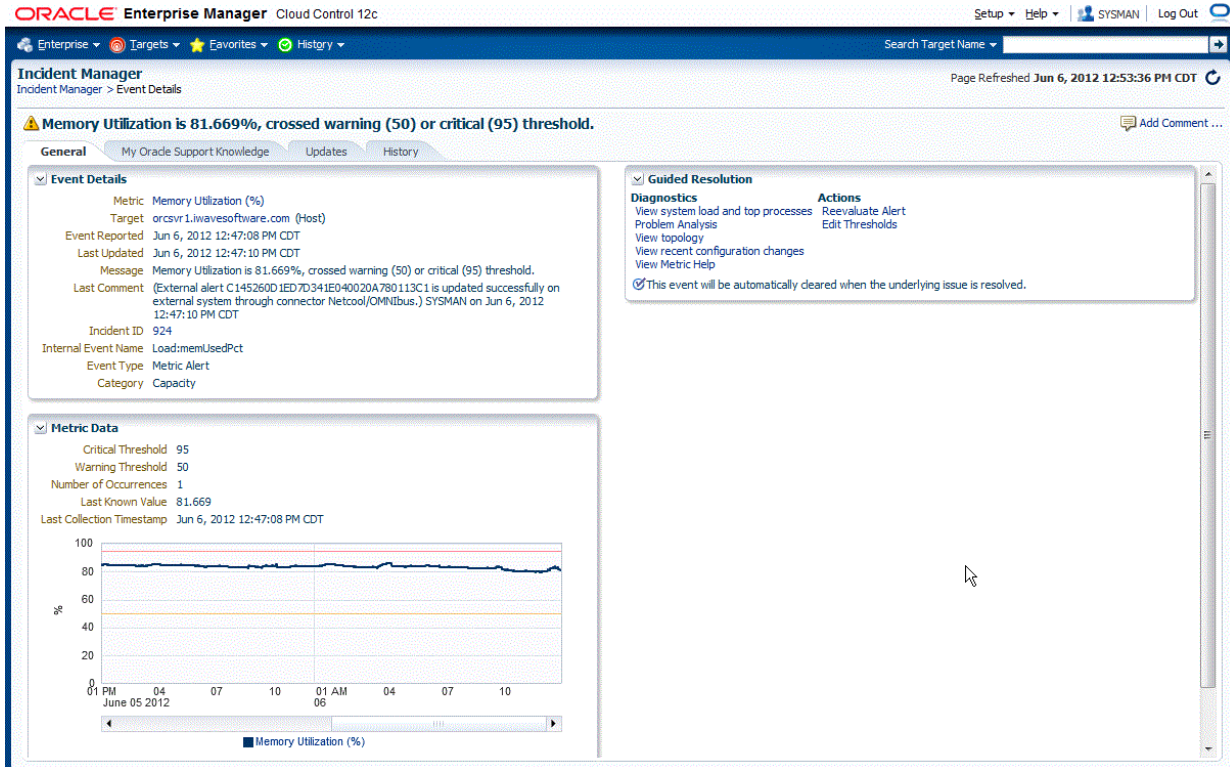 ORACLE Enterprise Manager Cloud Control 12c
Setup Help SYSMAN Log Out
Enterprise Targets Favorites History
Search Target Name
Incident Manager
Incident Manager > Event Details
Page Refreshed Jun 6, 2012 12:53:36 PM CDT
Memory Utilization is 81.669%, crossed warning (50) or critical (95) threshold.
Add Comment ...
General My Oracle Support Knowledge Updates History
Event Details
Metric Memory Utilization (%)
Target orcsvr1.iwavesoftware.com (Host)
Event Reported Jun 6, 2012 12:47:08 PM CDT
Last Updated Jun 6, 2012 12:47:10 PM CDT
Message Memory Utilization is 81.669%, crossed warning (50) or critical (95) threshold.
Last Comment (External alert C145260D1ED7D341E040020A780113C1 is updated successfully on
external system through connector Netcool/OMNIbus.) SYSMAN on Jun 6, 2012
12:47:10 PM CDT
Incident ID 924
Internal Event Name Load:memUsedPct
Event Type Metric Alert
Category Capacity
Guided Resolution
Diagnostics Actions
View system load and top processes Reevaluate Alert
Problem Analysis Edit Thresholds
View topology
View recent configuration changes
View Metric Help
This event will be automatically cleared when the underlying issue is resolved.
Metric Data
Critical Threshold 95
Warning Threshold 50
Number of Occurrences 1
Last Known Value 81.669
Last Collection Timestamp Jun 6, 2012 12:47:08 PM CDT
100
80
60
%
40
20
0
01 PM 04 07 10 01 AM 04 07 10
June 05 2012 06
Memory Utilization (%)